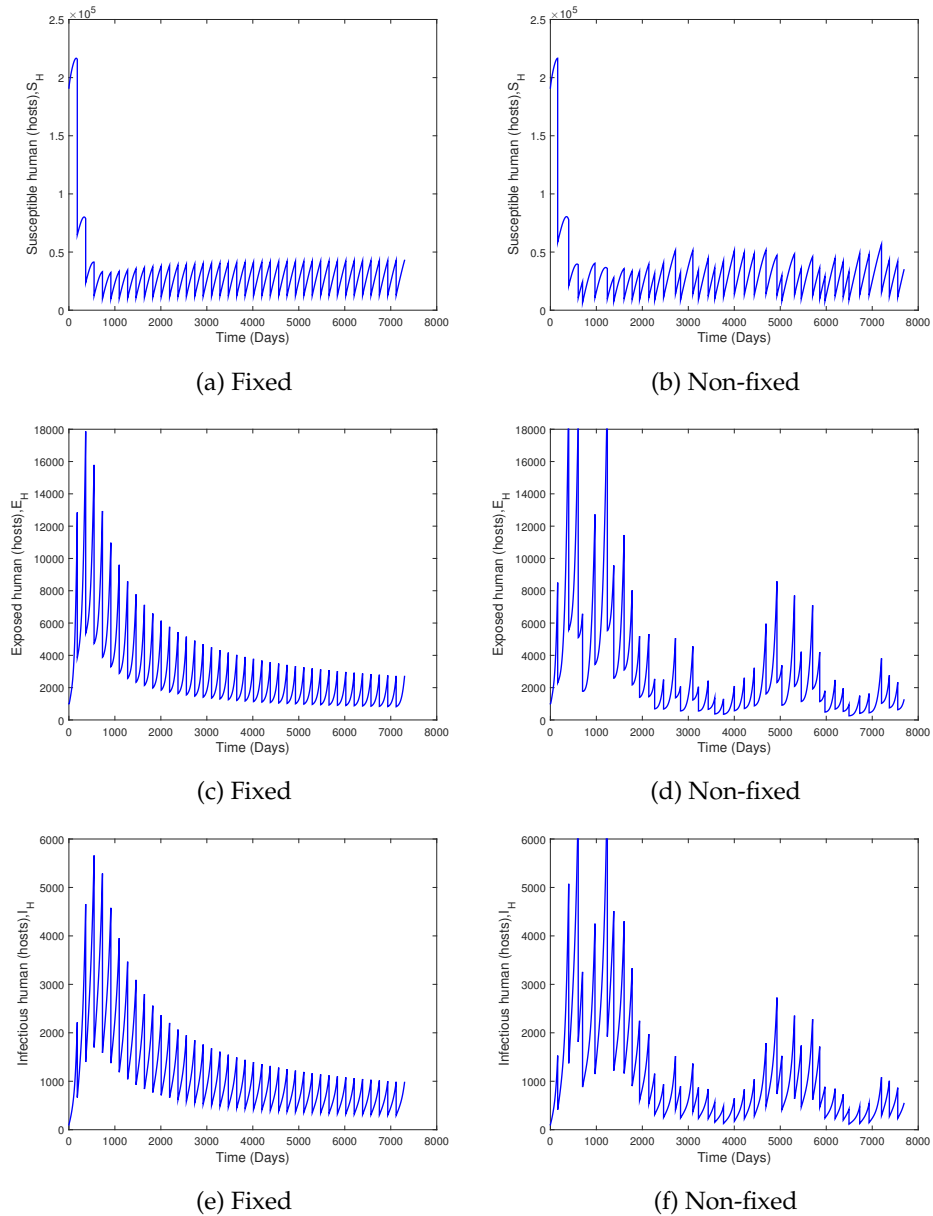 ×10⁵
2.5
2
1.5
1
0.5
0
0 1000 2000 3000 4000 5000 6000 7000 8000
Time (Days)
Susceptible human (hosts),S_H
(a) Fixed
×10⁵
2.5
2
1.5
1
0.5
0
0 1000 2000 3000 4000 5000 6000 7000 8000
Time (Days)
Susceptible human (hosts),S_H
(b) Non-fixed
18000
16000
14000
12000
10000
8000
6000
4000
2000
0
0 1000 2000 3000 4000 5000 6000 7000 8000
Time (Days)
Exposed human (hosts),E_H
(c) Fixed
18000
16000
14000
12000
10000
8000
6000
4000
2000
0
0 1000 2000 3000 4000 5000 6000 7000 8000
Time (Days)
Exposed human (hosts),E_H
(d) Non-fixed
6000
5000
4000
3000
2000
1000
0
0 1000 2000 3000 4000 5000 6000 7000 8000
Time (Days)
Infectious human (hosts),I_H
(e) Fixed
6000
5000
4000
3000
2000
1000
0
0 1000 2000 3000 4000 5000 6000 7000 8000
Time (Days)
Infectious human (hosts),I_H
(f) Non-fixed